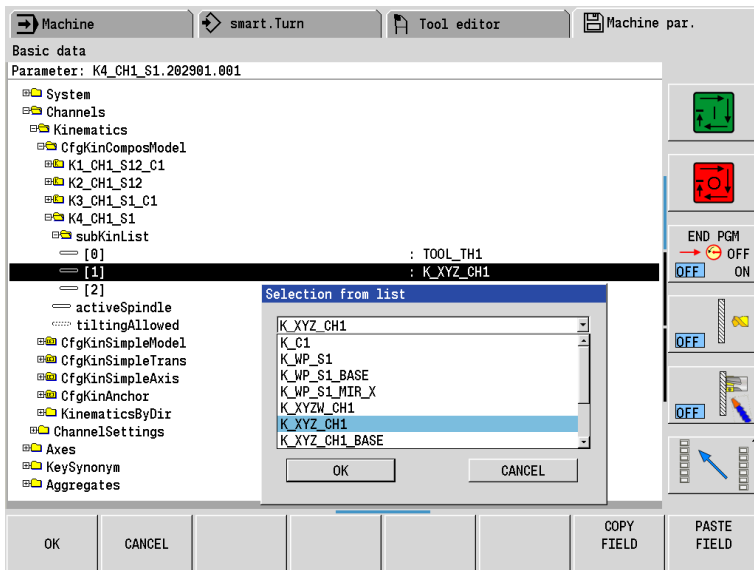 Machine
smart.Turn
Tool editor
Machine par.
Basic data
Parameter: K4_CH1_S1.202901.001
System
Channels
Kinematics
CfgKinComposModel
K1_CH1_S12_C1
K2_CH1_S12
K3_CH1_S1_C1
K4_CH1_S1
subKinList
[0] : TOOL_TH1
[1] : K_XYZ_CH1
[2]
activeSpindle
tiltingAllowed
CfgKinSimpleModel
CfgKinSimpleTrans
CfgKinSimpleAxis
CfgKinAnchor
KinematicsByDir
ChannelSettings
Axes
KeySynonym
Aggregates
Selection from list
K_XYZ_CH1
K_C1
K_WP_S1
K_WP_S1_BASE
K_WP_S1_MIR_X
K_XYZW_CH1
K_XYZ_CH1
K_XYZ_CH1_BASE
OK
CANCEL
END PGM
OFF
OFF ON
OFF
OFF
OK
CANCEL
COPY
FIELD
PASTE
FIELD